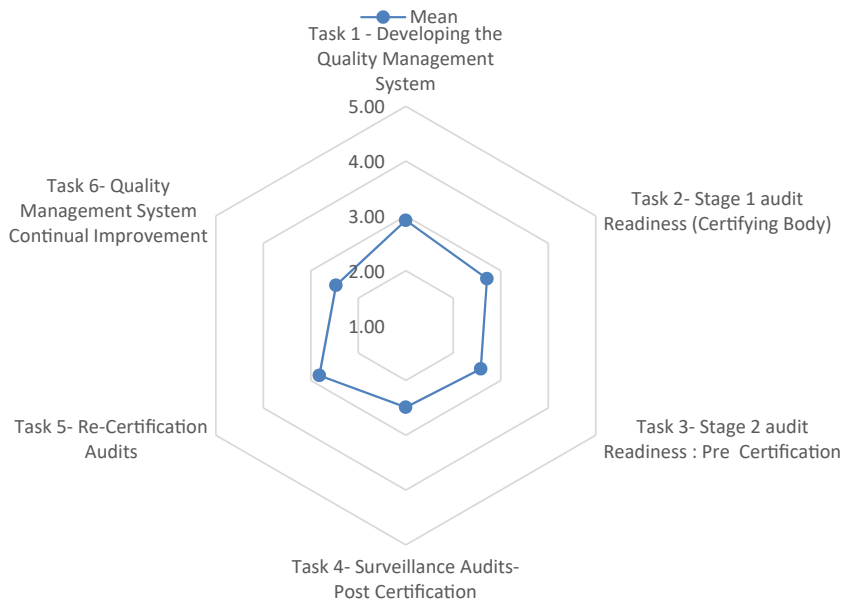 Mean
Task 1 - Developing the
Quality Management
System
5.00
4.00
3.00
2.00
1.00
Task 2- Stage 1 audit
Readiness (Certifying Body)
Task 3- Stage 2 audit
Readiness : Pre  Certification
Task 4- Surveillance Audits-
Post Certification
Task 5- Re-Certification
Audits
Task 6- Quality
Management System
Continual Improvement